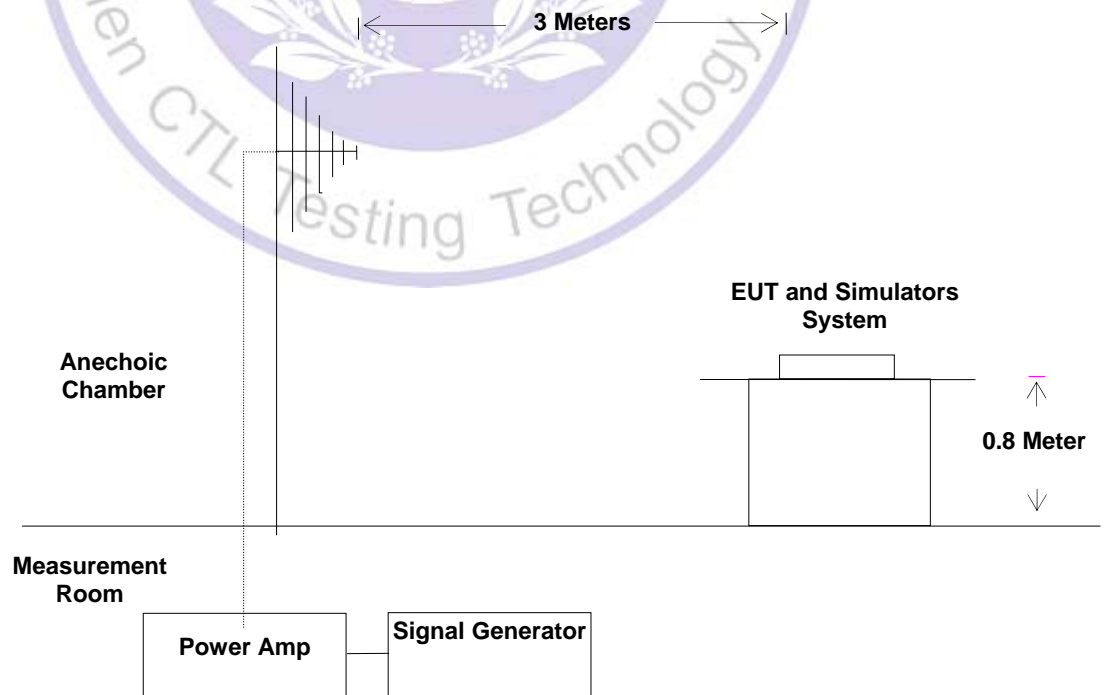 3 Meters
CTL Testing Technology
EUT and Simulators
System
Anechoic
Chamber
0.8 Meter
Measurement
Room
Power Amp
Signal Generator